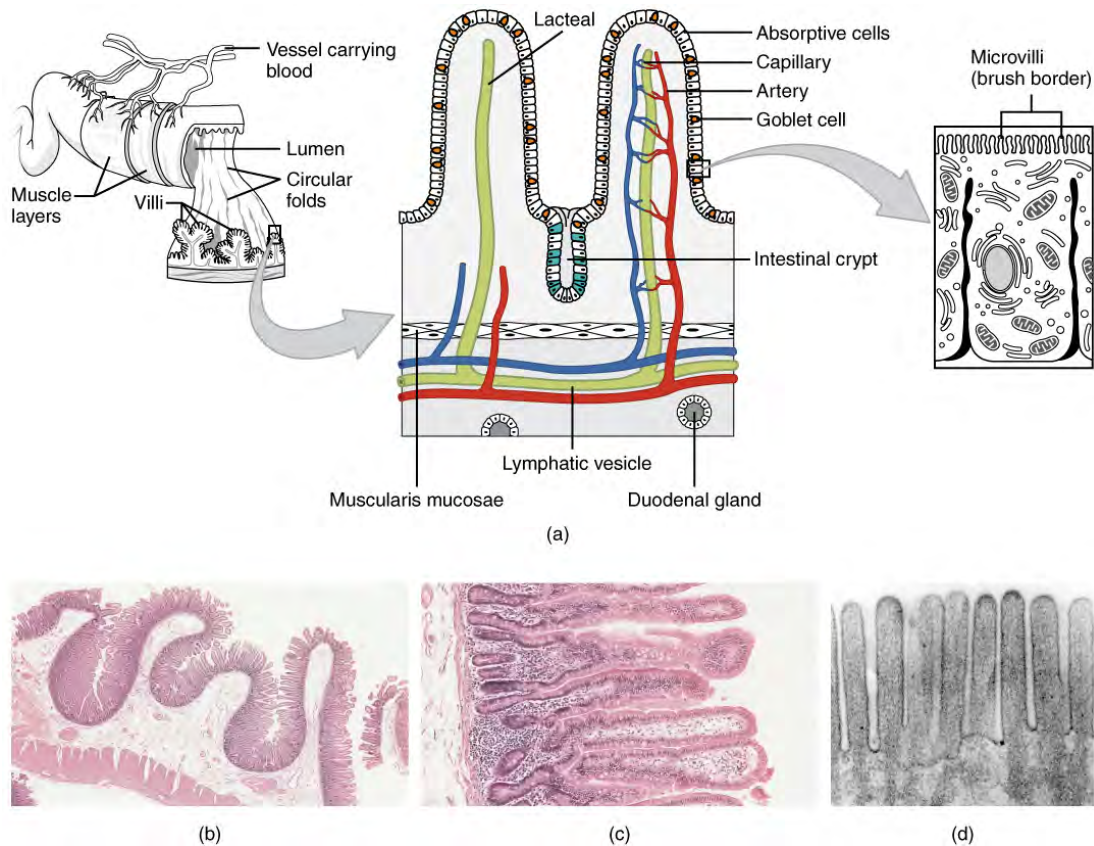 Vessel carrying
blood
Lumen
Circular
folds
Muscle
layers
Villi
Lacteal
Absorptive cells
Capillary
Artery
Goblet cell
Intestinal crypt
Lymphatic vesicle
Muscularis mucosae
Duodenal gland
Microvilli
(brush border)
(a)
(b)
(c)
(d)